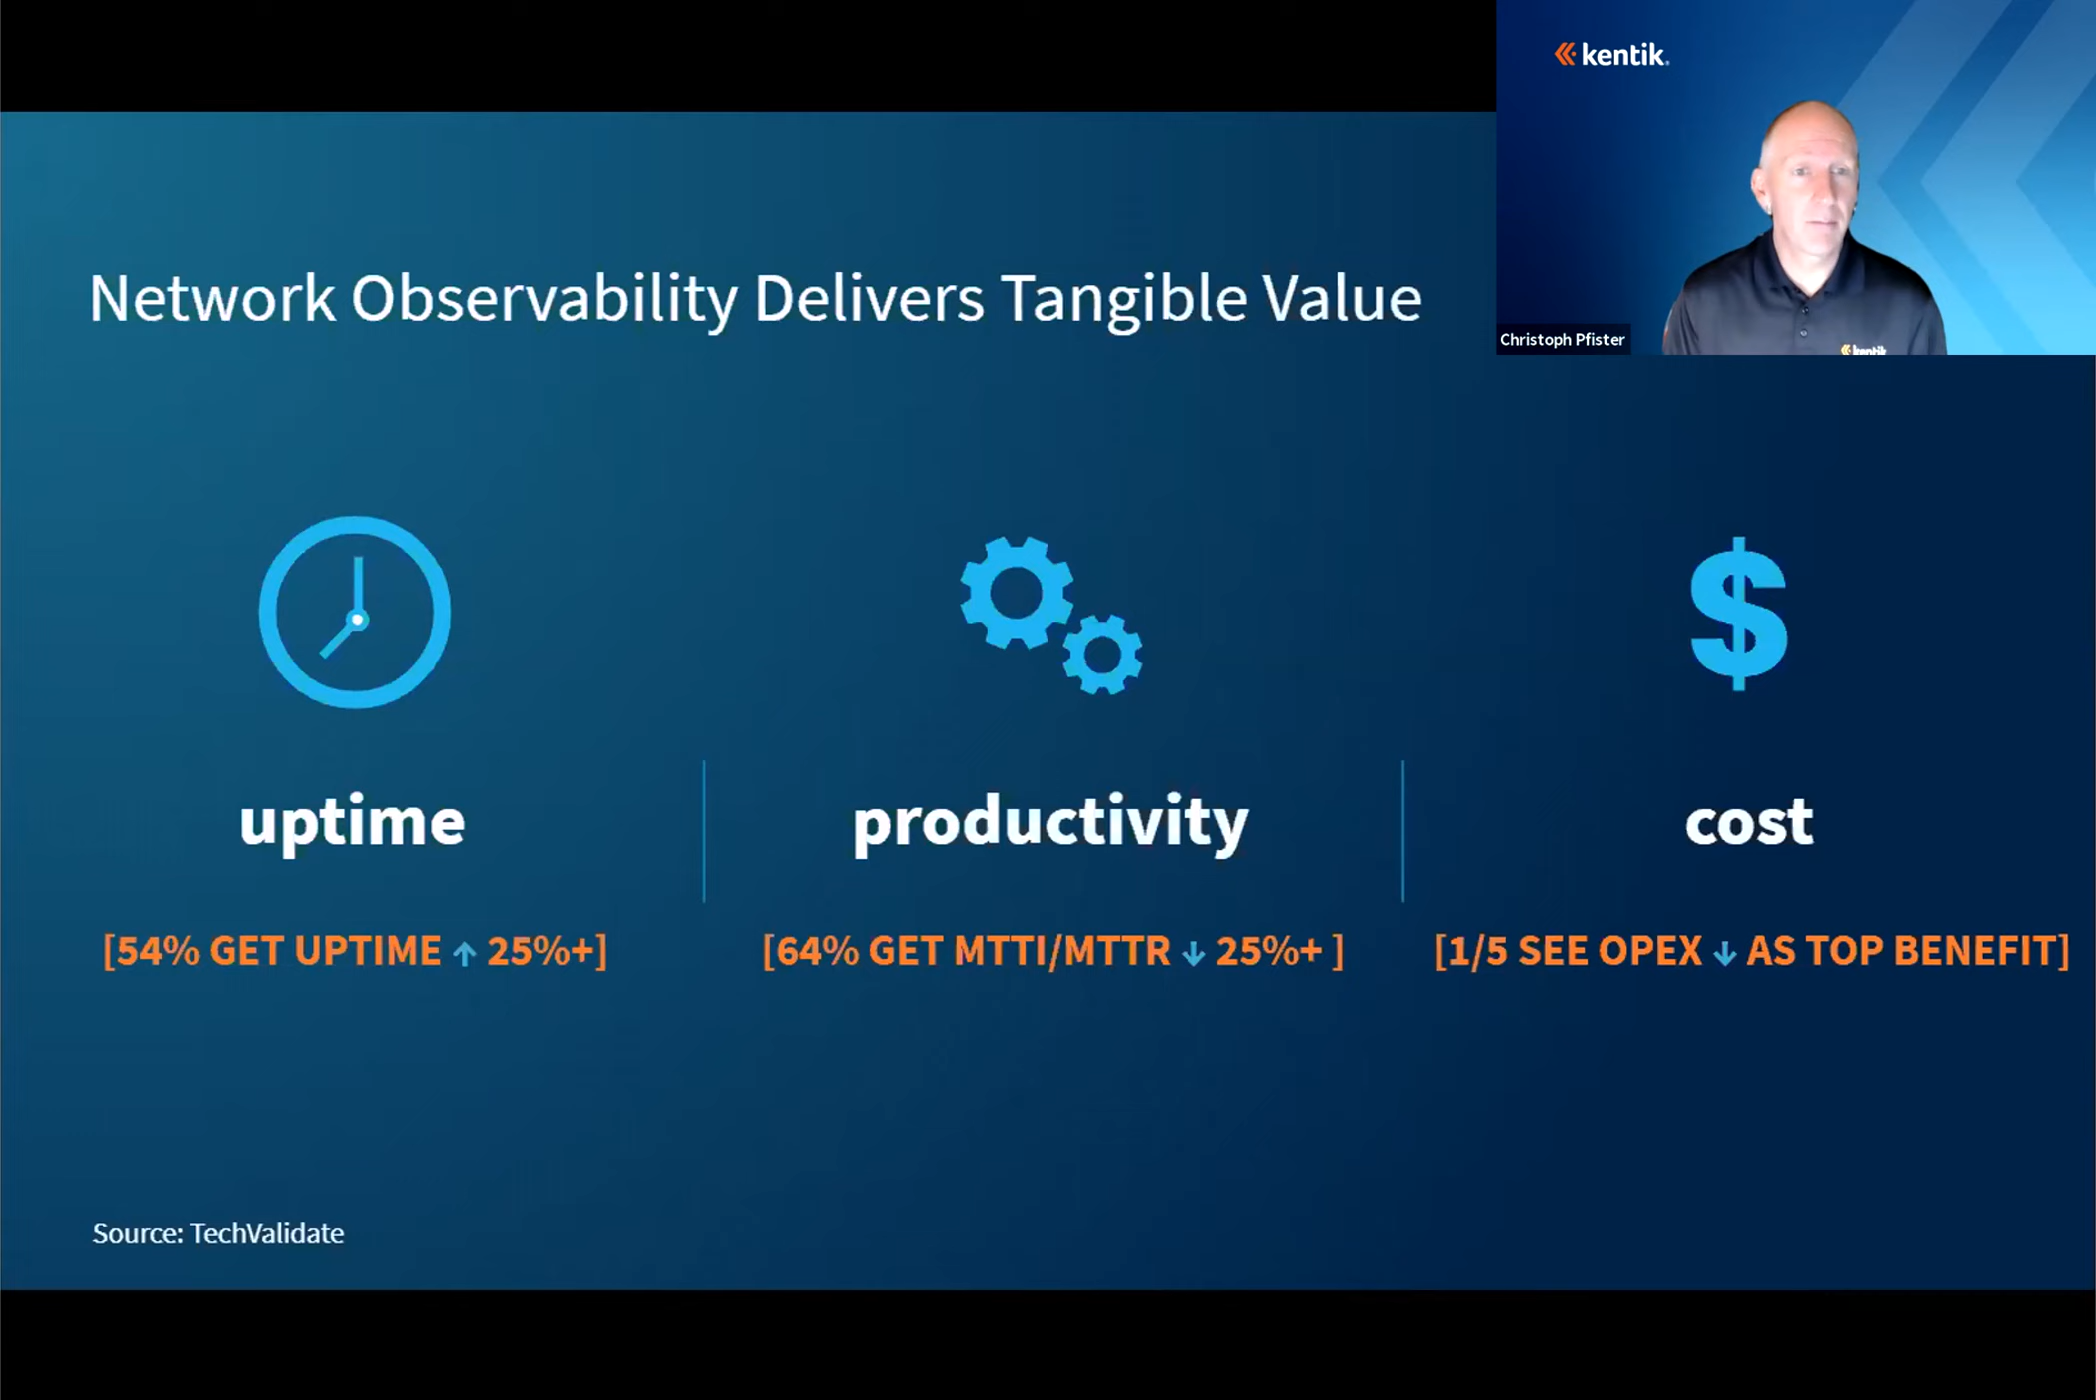 kentik.
Christoph Pfister
kentik
Network Observability Delivers Tangible Value
$
uptime
productivity
cost
[54% GET UPTIME ↑ 25%+]
[64% GET MTTI/MTTR ↓ 25%+ ]
[1/5 SEE OPEX ↓ AS TOP BENEFIT]
Source: TechValidate